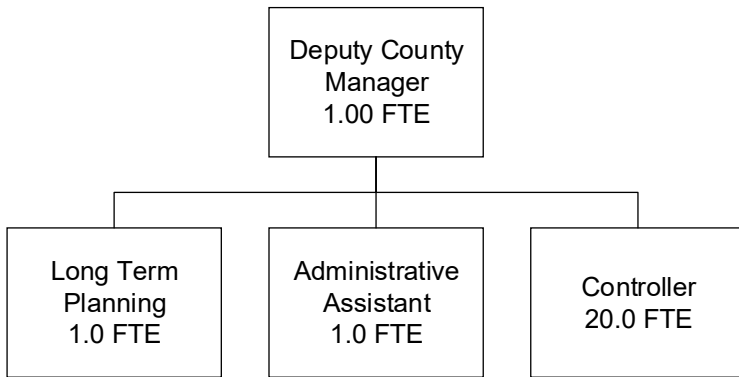 Deputy County
Manager
1.00 FTE
Long Term
Planning
1.0 FTE
Administrative
Assistant
1.0 FTE
Controller
20.0 FTE